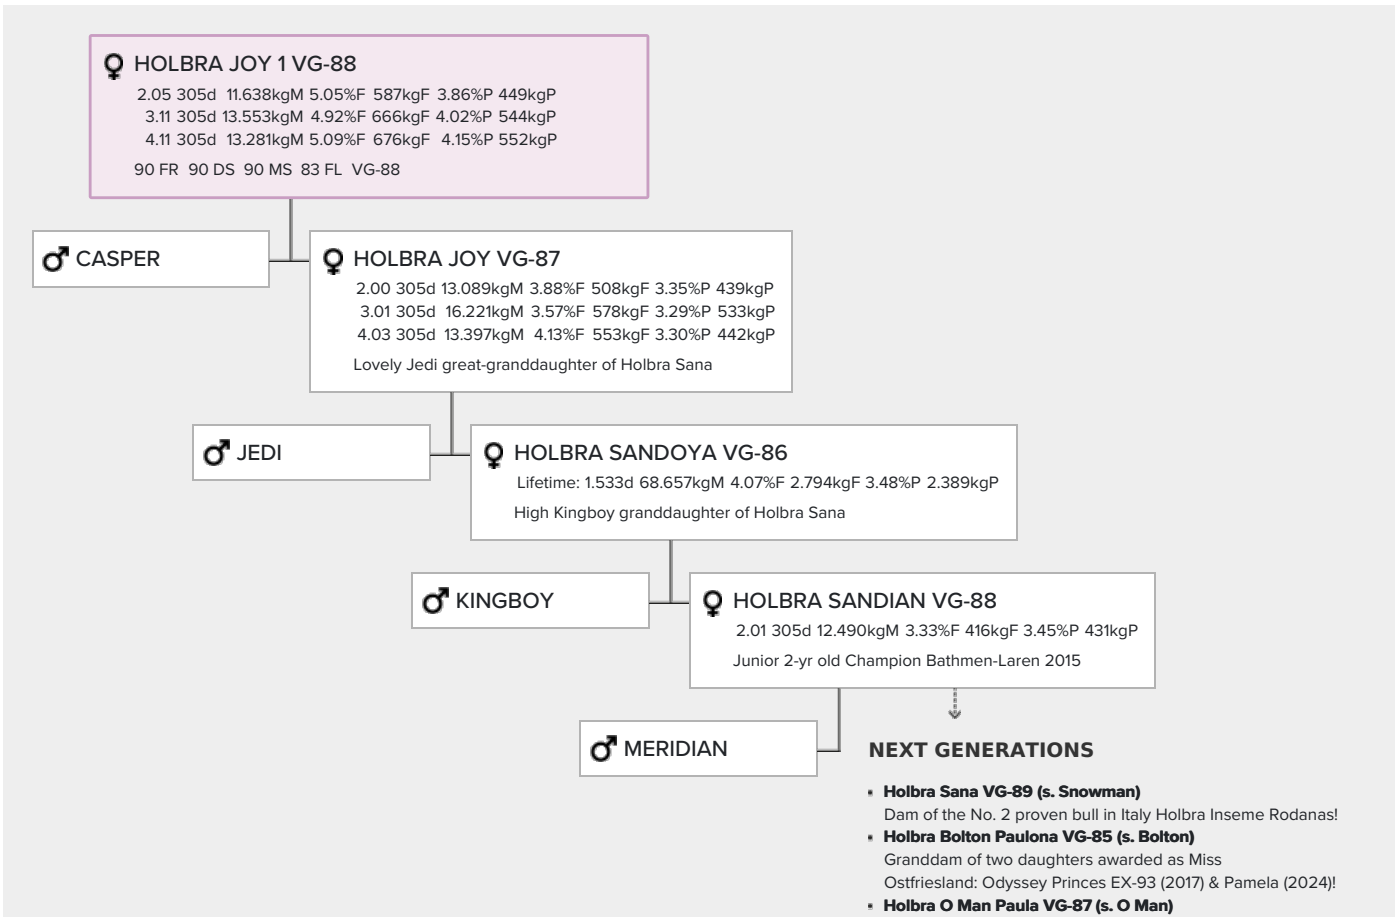 HOLBRA JOY 1 VG-88
2.05 305d 11.638kgM 5.05%F 587kgF 3.86%P 449kgP
3.11 305d 13.553kgM 4.92%F 666kgF 4.02%P 544kgP
4.11 305d 13.281kgM 5.09%F 676kgF 4.15%P 552kgP
90 FR 90 DS 90 MS 83 FL VG-88
CASPER
HOLBRA JOY VG-87
2.00 305d 13.089kgM 3.88%F 508kgF 3.35%P 439kgP
3.01 305d 16.221kgM 3.57%F 578kgF 3.29%P 533kgP
4.03 305d 13.397kgM 4.13%F 553kgF 3.30%P 442kgP
Lovely Jedi great-granddaughter of Holbra Sana
JEDI
HOLBRA SANDOYA VG-86
Lifetime: 1.533d 68.657kgM 4.07%F 2.794kgF 3.48%P 2.389kgP
High Kingboy granddaughter of Holbra Sana
KINGBOY
HOLBRA SANDIAN VG-88
2.01 305d 12.490kgM 3.33%F 416kgF 3.45%P 431kgP
Junior 2-yr old Champion Bathmen-Laren 2015
MERIDIAN
NEXT GENERATIONS
Holbra Sana VG-89 (s. Snowman)
Dam of the No. 2 proven bull in Italy Holbra Inseme Rodanas!
Holbra Bolton Paulona VG-85 (s. Bolton)
Granddam of two daughters awarded as Miss
Ostfriesland: Odyssey Princes EX-93 (2017) & Pamela (2024)!
Holbra O Man Paula VG-87 (s. O Man)